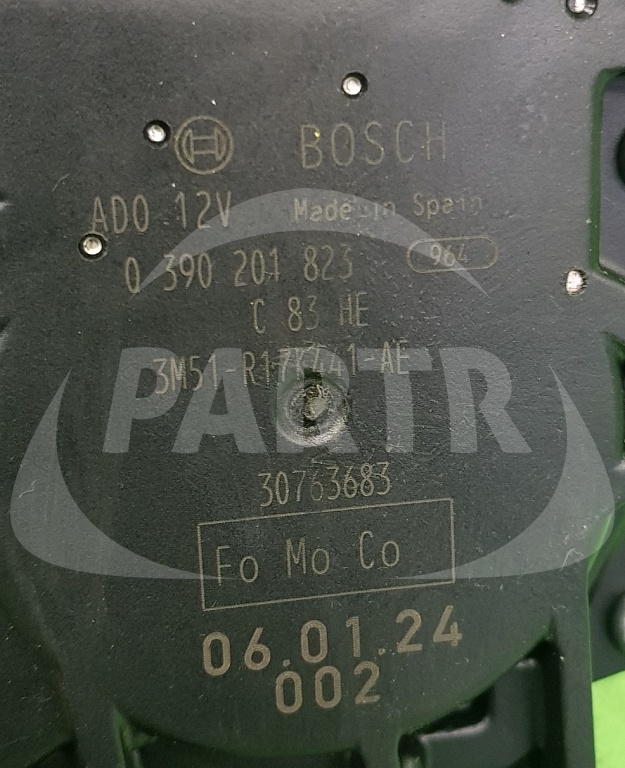 BOSCH
ADO 12V Made in Spain
0 390 201 823 964
C 83 HE
3M51-R17K441-AE
PARTR
30763683
Fo Mo Co
06.01.24
002